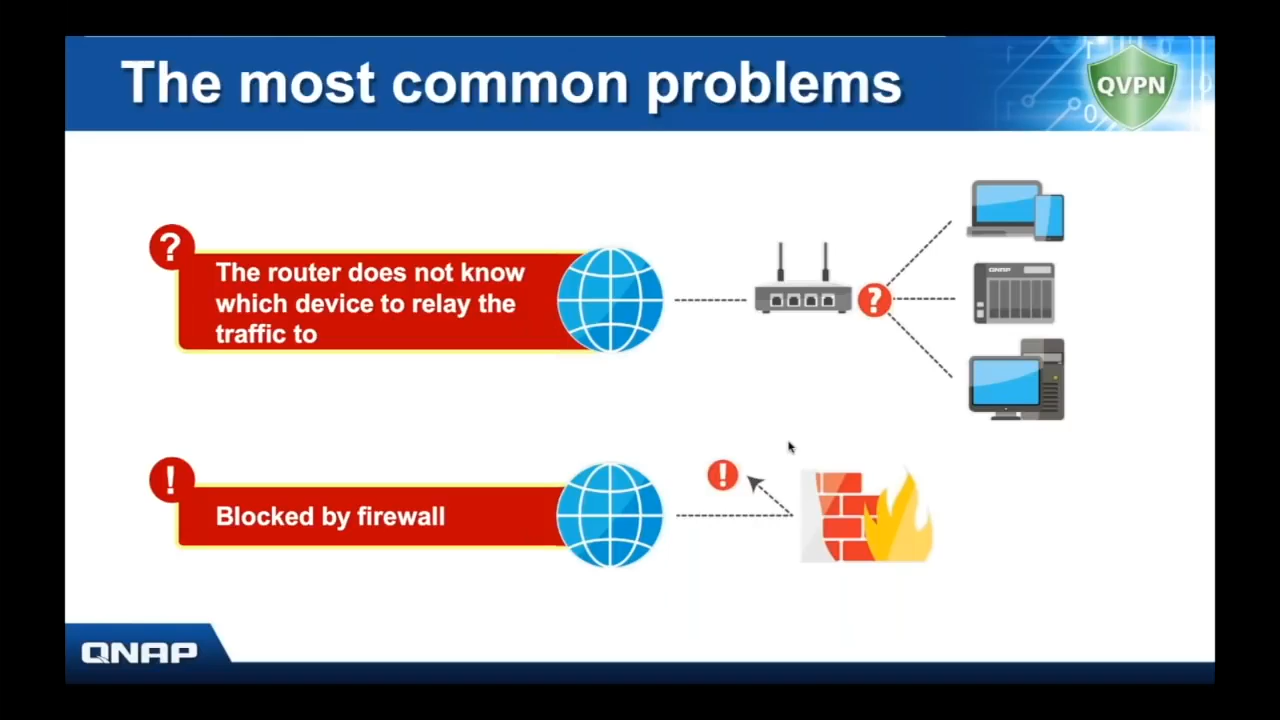 The most common problems
QVPN
?
The router does not know
which device to relay the
traffic to
?
QNAP
!
Blocked by firewall
!
QNAP